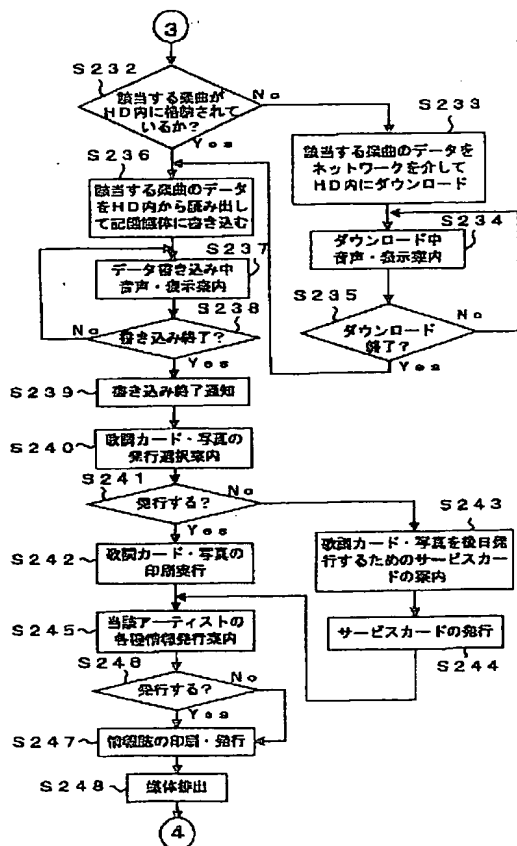 3
S232
該当する楽曲が
HD内に格納されて
いるか?
No
Yes
S233
該当する楽曲のデータを
ネットワークを介して
HD内にダウンロード
S234
ダウンロード中
音声・表示案内
S235
ダウンロード
終了?
No
Yes
S236
該当する楽曲のデータ
をHD内から読み出し
て記録媒体に書き込む
S237
データ書き込み中
音声・表示案内
S238
書き込み終了?
No
Yes
S239
書き込み終了通知
S240
歌詞カード・写真の
発行選択案内
S241
発行する?
No
Yes
S242
歌詞カード・写真の
印刷実行
S243
歌詞カード・写真を後日発
行するためのサービスカー
ドの案内
サービスカードの発行
S244
S245
当該アーティストの
各種情報発行案内
S248
発行する?
No
Yes
S247
情報誌の印刷・発行
S248
媒体排出
4